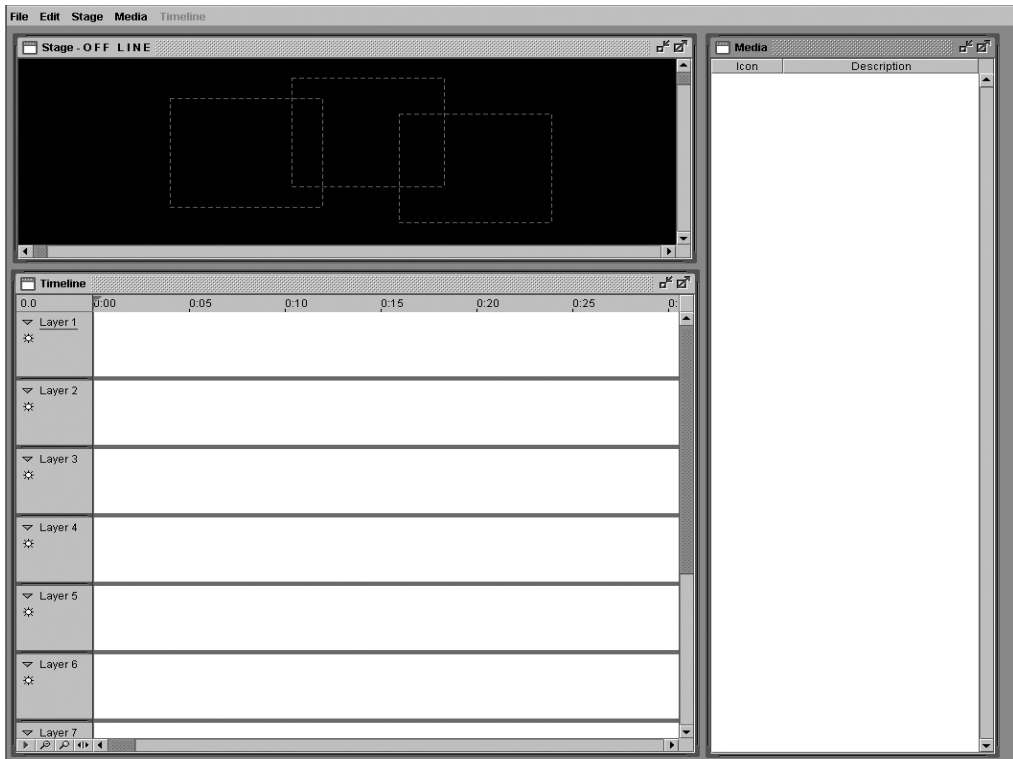 File Edit Stage Media Timeline
Stage - OFF LINE
Media
Icon Description
Timeline
0.0 0:00 0:05 0:10 0:15 0:20 0:25 0:
Layer 1
Layer 2
Layer 3
Layer 4
Layer 5
Layer 6
Layer 7